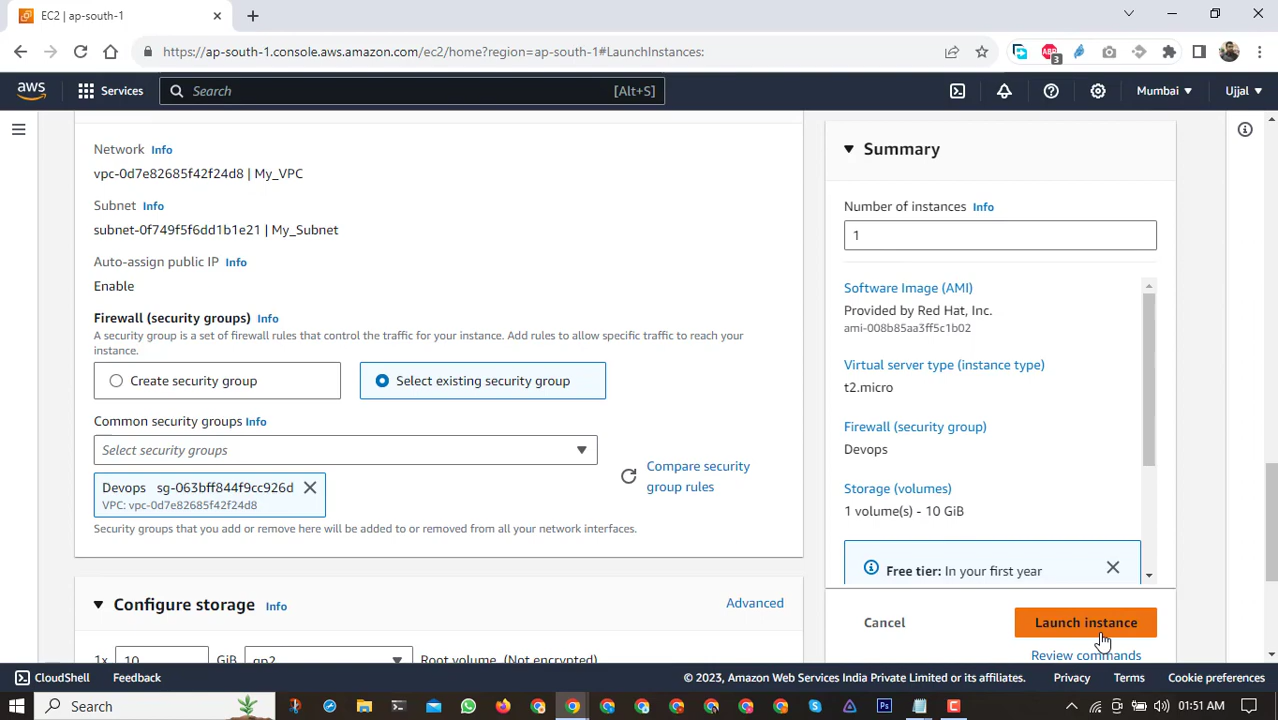 EC2 | ap-south-1
https://ap-south-1.console.aws.amazon.com/ec2/home?region=ap-south-1#LaunchInstances:
3
aws
Services
Search
[Alt+S]
Mumbai
Ujjal
Network Info
vpc-0d7e82685f42f24d8 | My_VPC
Subnet Info
subnet-0f749f5f6dd1b1e21 | My_Subnet
Auto-assign public IP Info
Enable
Firewall (security groups) Info
A security group is a set of firewall rules that control the traffic for your instance. Add rules to allow specific traffic to reach your
instance.
Create security group
Select existing security group
Common security groups Info
Select security groups
Devops sg-063bff844f9cc926d
VPC: vpc-0d7e82685f42f24d8
Compare security
group rules
Security groups that you add or remove here will be added to or removed from all your network interfaces.
Configure storage Info
Advanced
1x 10 GiB gp2 Root volume (Not encrypted)
Summary
Number of instances Info
1
Software Image (AMI)
Provided by Red Hat, Inc.
ami-008b85aa3ff5c1b02
Virtual server type (instance type)
t2.micro
Firewall (security group)
Devops
Storage (volumes)
1 volume(s) - 10 GiB
Free tier: In your first year
Cancel
Launch instance
Review commands
CloudShell
Feedback
© 2023, Amazon Web Services India Private Limited or its affiliates.
Privacy
Terms
Cookie preferences
Search
01:51 AM